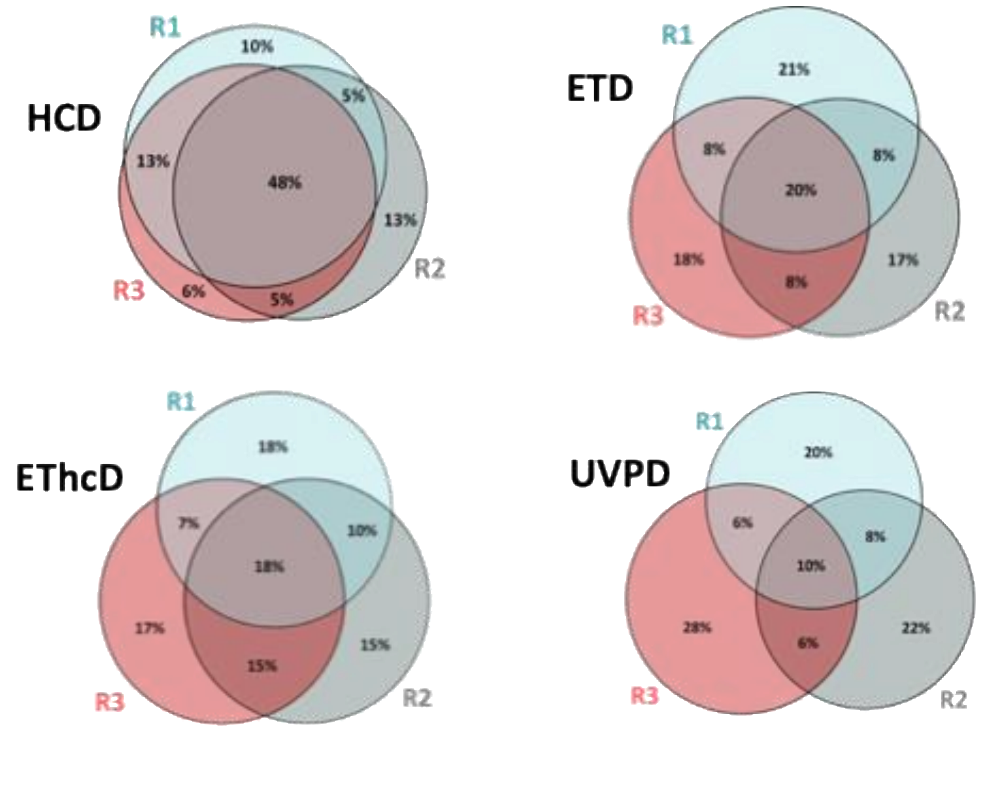 HCD
R1
10%
5%
13%
48%
13%
R2
R3
6%
5%
ETD
R1
21%
8%
8%
20%
18%
17%
8%
R3
R2
EThcD
R1
18%
7%
10%
18%
17%
15%
15%
R3
R2
UVPD
R1
20%
6%
8%
10%
28%
22%
6%
R3
R2